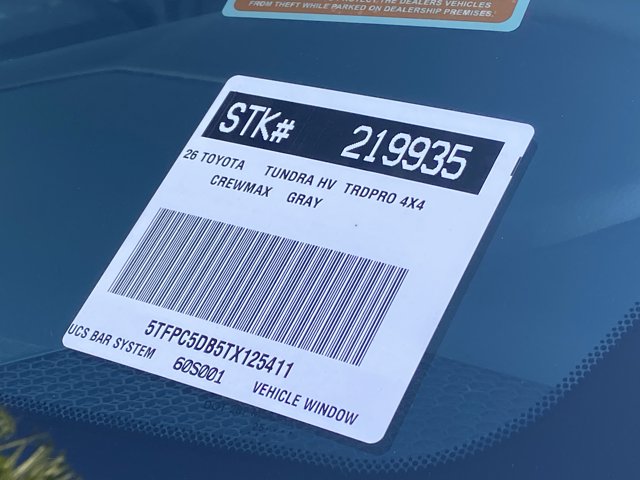 FROM THEFT WHILE PARKED ON DEALERSHIP PREMISES.
STK# 219935
26 TOYOTA TUNDRA HV TRDPRO 4X4
CREWMAX GRAY
5TFPC5DB5TX125411
UCS BAR SYSTEM 60S001 VEHICLE WINDOW